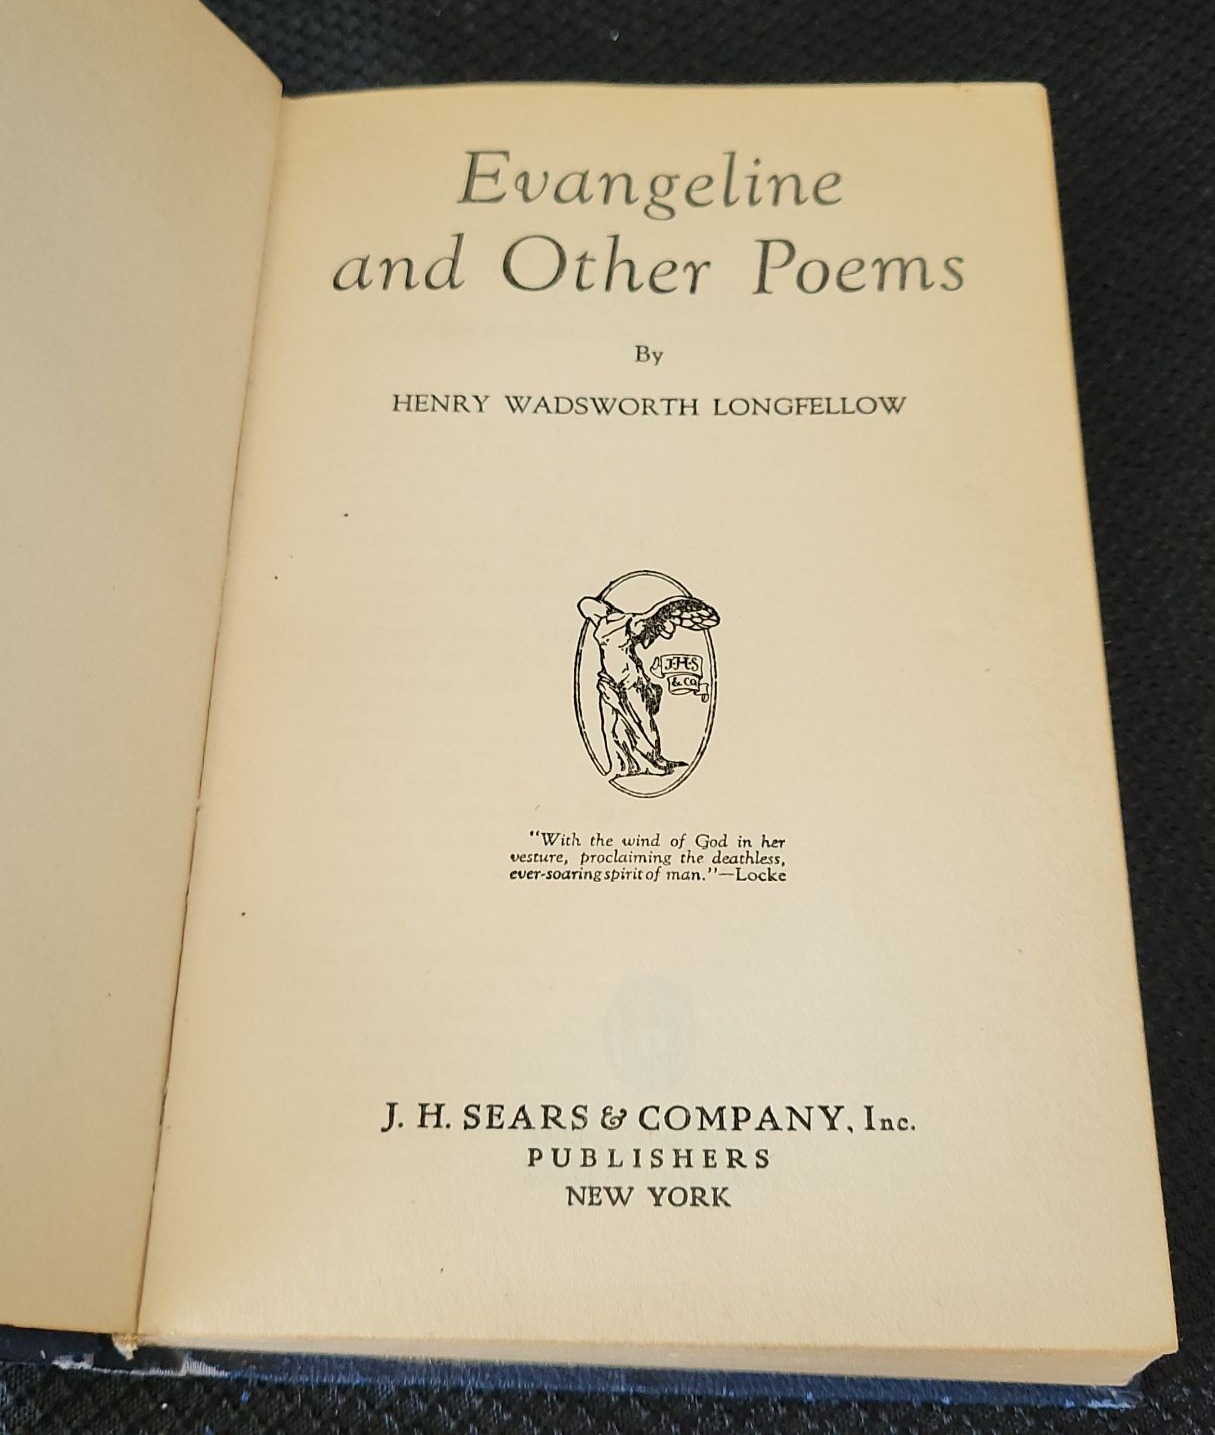 Evangeline
and Other Poems
By
HENRY WADSWORTH LONGFELLOW
J·H·S
& CO
"With the wind of God in her
vesture, proclaiming the deathless,
ever-soaring spirit of man."—Locke
J. H. SEARS & COMPANY, Inc.
PUBLISHERS
NEW YORK